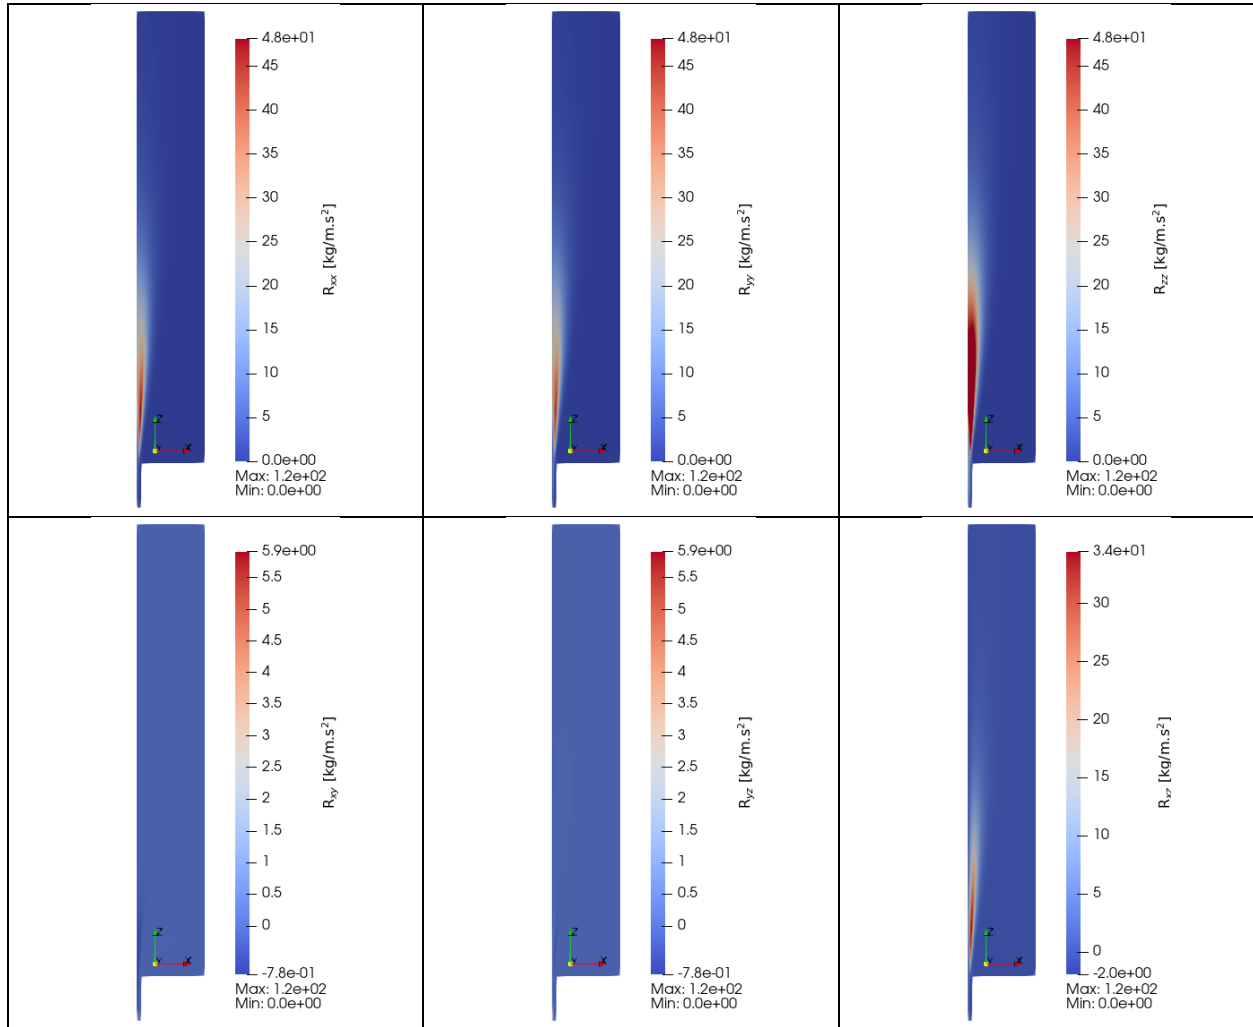 4.8e+01
45
40
35
30
25
20
15
10
5
0.0e+00
R_xx [kg/m.s²]
Max: 1.2e+02
Min: 0.0e+00
Z
Y
X
4.8e+01
45
40
35
30
25
20
15
10
5
0.0e+00
R_yy [kg/m.s²]
Max: 1.2e+02
Min: 0.0e+00
Z
Y
X
4.8e+01
45
40
35
30
25
20
15
10
5
0.0e+00
R_zz [kg/m.s²]
Max: 1.2e+02
Min: 0.0e+00
Z
Y
X
5.9e+00
5.5
5
4.5
4
3.5
3
2.5
2
1.5
1
0.5
0
-7.8e-01
R_xy [kg/m.s²]
Max: 1.2e+02
Min: 0.0e+00
Z
Y
X
5.9e+00
5.5
5
4.5
4
3.5
3
2.5
2
1.5
1
0.5
0
-7.8e-01
R_yz [kg/m.s²]
Max: 1.2e+02
Min: 0.0e+00
Z
Y
X
3.4e+01
30
25
20
15
10
5
0
-2.0e+00
R_xz [kg/m.s²]
Max: 1.2e+02
Min: 0.0e+00
Z
Y
X